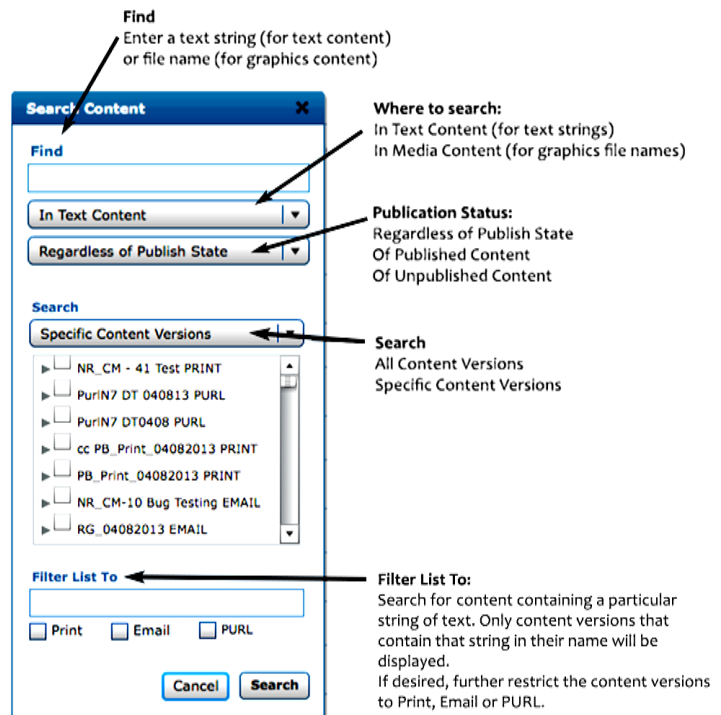 Find
Enter a text string (for text content)
or file name (for graphics content)
Search Content
Find
In Text Content
Regardless of Publish State
Search
Specific Content Versions
NR_CM - 41 Test PRINT
PurlN7 DT 040813 PURL
PurlN7 DT0408 PURL
cc PB_Print_04082013 PRINT
PB_Print_04082013 PRINT
NR_CM-10 Bug Testing EMAIL
RG_04082013 EMAIL
Filter List To
Print Email PURL
Cancel Search
Where to search:
In Text Content (for text strings)
In Media Content (for graphics file names)
Publication Status:
Regardless of Publish State
Of Published Content
Of Unpublished Content
Search
All Content Versions
Specific Content Versions
Filter List To:
Search for content containing a particular
string of text. Only content versions that
contain that string in their name will be
displayed.
If desired, further restrict the content versions
to Print, Email or PURL.